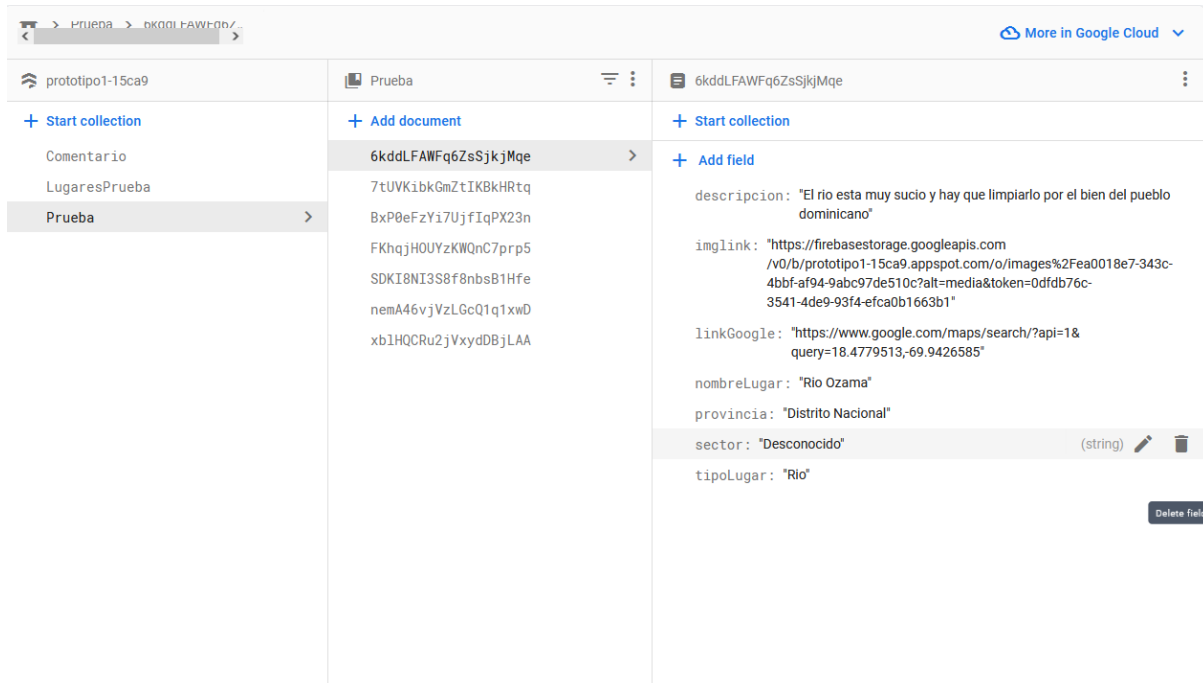 Prueba > 6kddLFAWFq6Z...
More in Google Cloud
prototipo1-15ca9
Prueba
6kddLFAWFq6ZsSjkjMqe
+ Start collection
+ Add document
+ Start collection
Comentario
LugaresPrueba
Prueba
6kddLFAWFq6ZsSjkjMqe
7tUVKibkGmZtIKBkHRtq
BxP0eFzYi7UjfIqPX23n
FKhqjHOUYzKWQnC7prp5
SDKI8NI3S8f8nbsB1Hfe
nemA46vjVzLGcQ1q1xwD
xblHQCRu2jVxydDBjLAA
+ Add field
descripcion: "El rio esta muy sucio y hay que limpiarlo por el bien del pueblo
dominicano"
imglink: "https://firebasestorage.googleapis.com
/v0/b/prototipo1-15ca9.appspot.com/o/images%2Fea0018e7-343c-
4bbf-af94-9abc97de510c?alt=media&token=0dfdb76c-
3541-4de9-93f4-efca0b1663b1"
linkGoogle: "https://www.google.com/maps/search/?api=1&
query=18.4779513,-69.9426585"
nombreLugar: "Rio Ozama"
provincia: "Distrito Nacional"
sector: "Desconocido" (string)
tipoLugar: "Rio"
Delete field